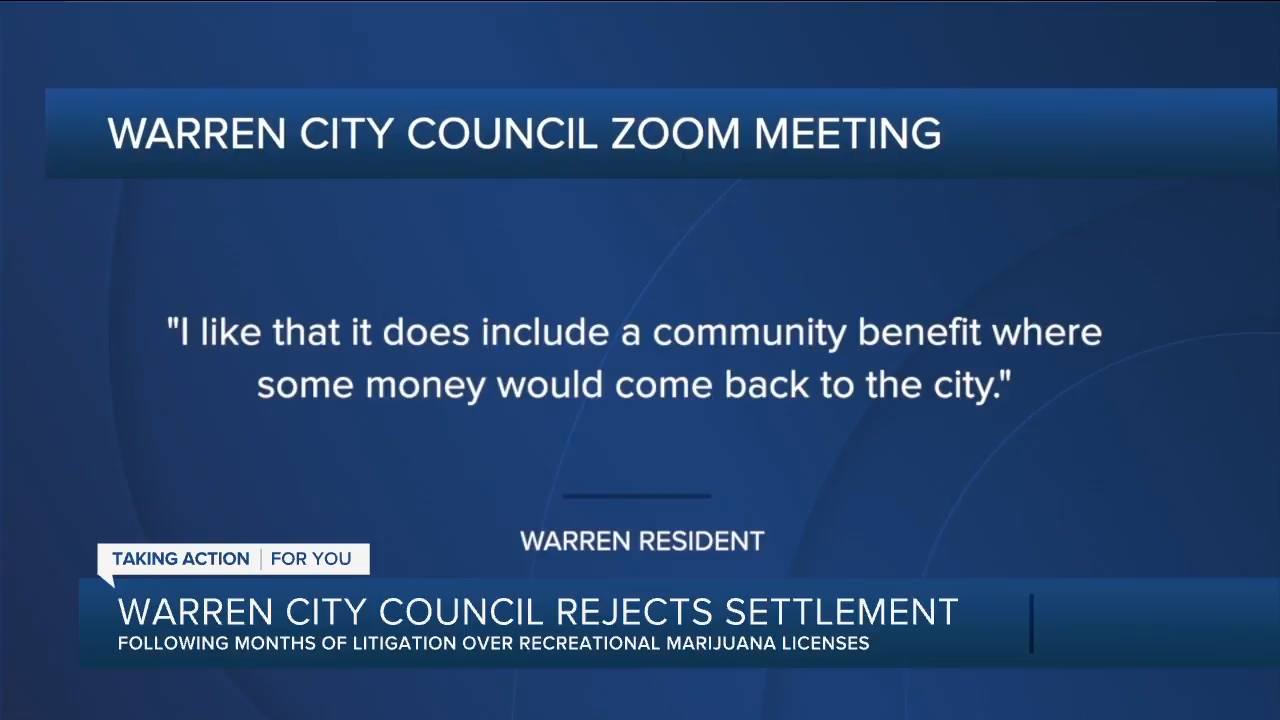 WARREN CITY COUNCIL ZOOM MEETING
"I like that it does include a community benefit where
some money would come back to the city."
WARREN RESIDENT
TAKING ACTION | FOR YOU
WARREN CITY COUNCIL REJECTS SETTLEMENT
FOLLOWING MONTHS OF LITIGATION OVER RECREATIONAL MARIJUANA LICENSES